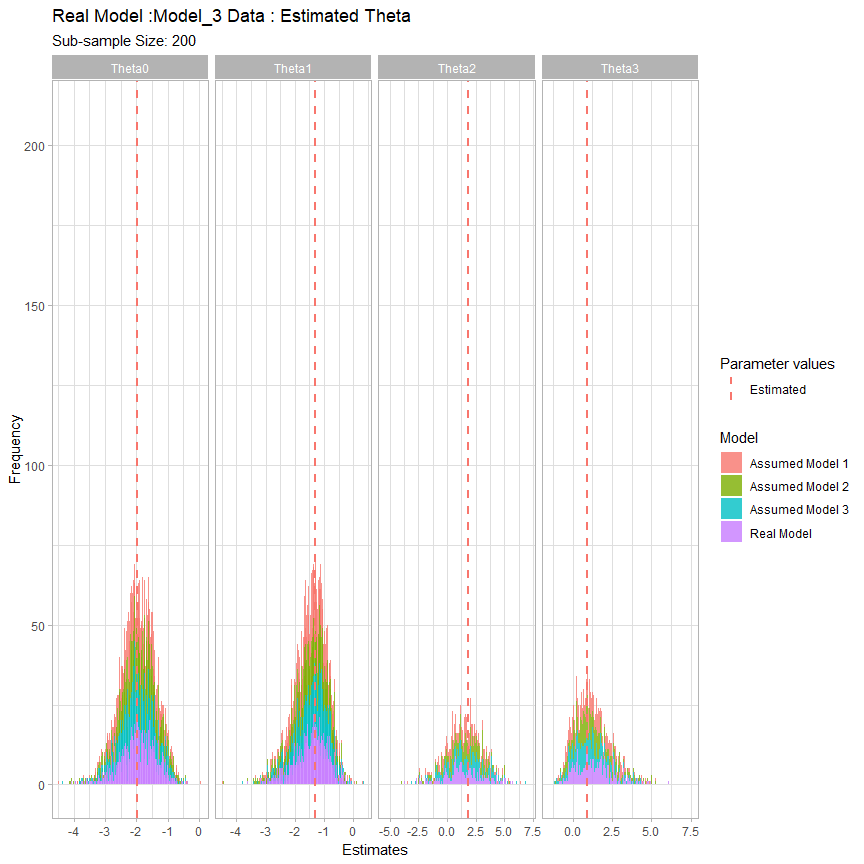 Real Model :Model_3 Data : Estimated Theta
Sub-sample Size: 200
Theta0 Theta1 Theta2 Theta3
200
150
100
50
0
Frequency
-4 -3 -2 -1 0 -4 -3 -2 -1 0 -5.0 -2.5 0.0 2.5 5.0 7.5 0.0 2.5 5.0 7.5
Estimates
Parameter values
Estimated
Model
Assumed Model 1
Assumed Model 2
Assumed Model 3
Real Model